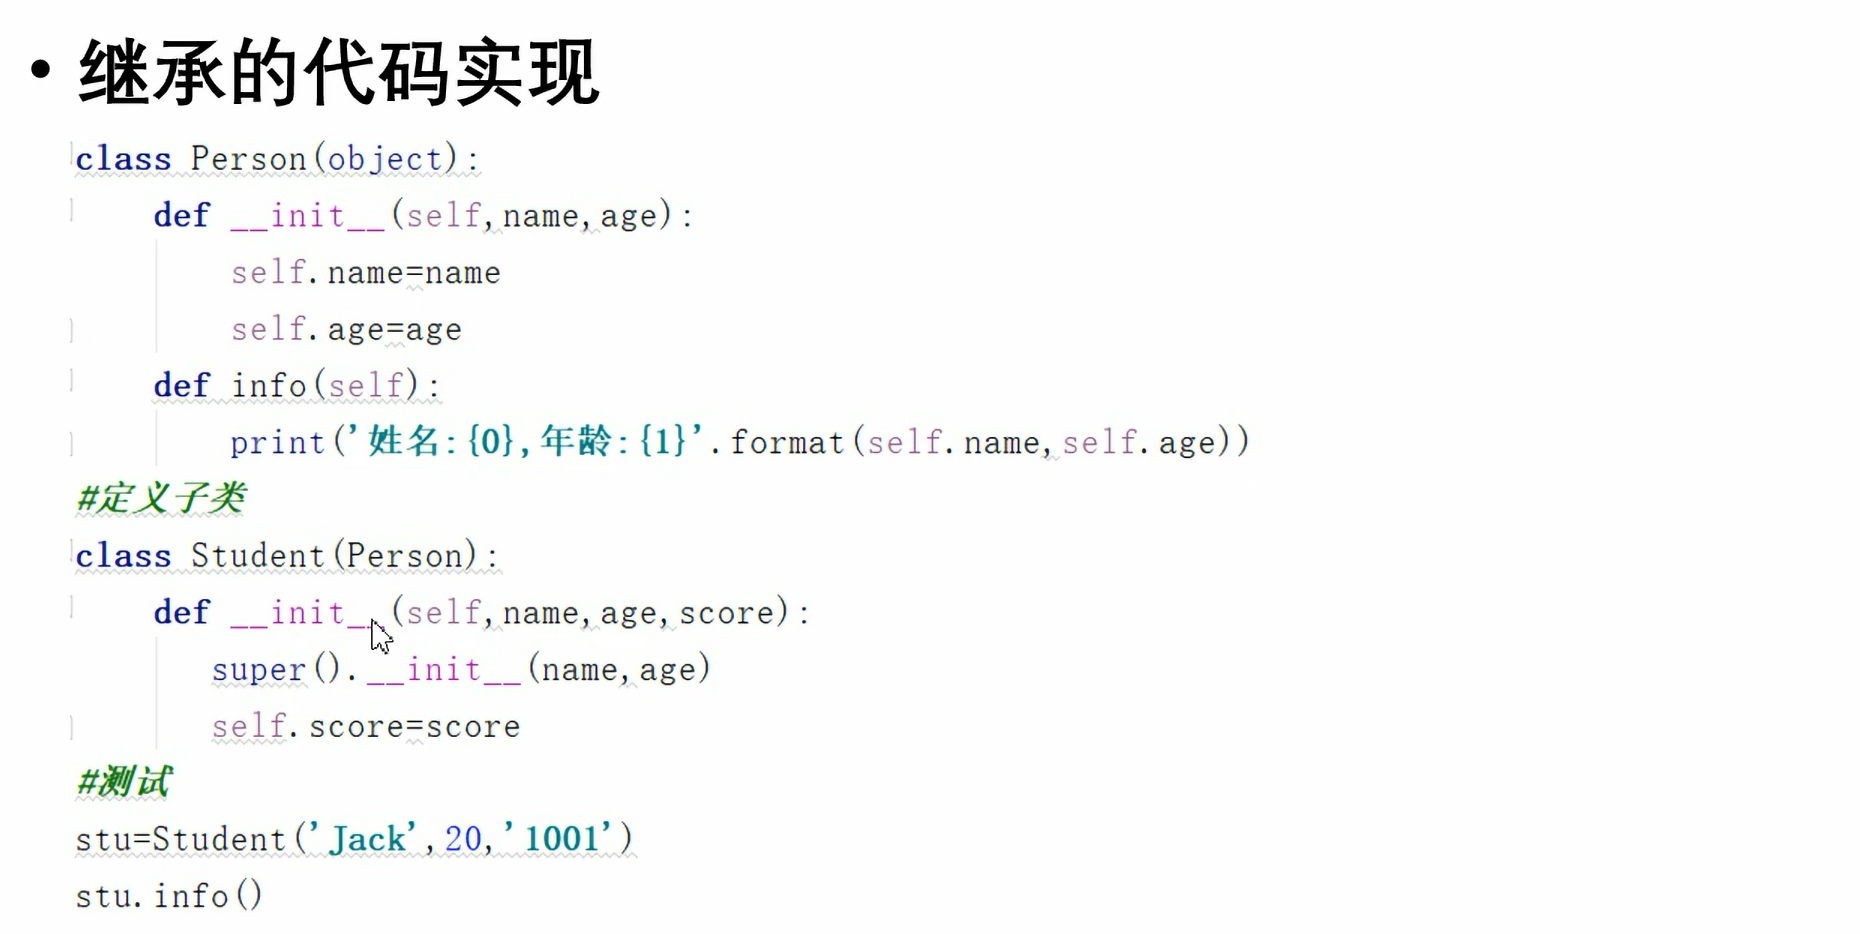 • 继承的代码实现
class Person(object):
    def __init__(self,name,age):
        self.name=name
        self.age=age
    def info(self):
        print('姓名:{0},年龄:{1}'.format(self.name,self.age))
#定义子类
class Student(Person):
    def __init__(self,name,age,score):
       super().__init__(name,age)
       self.score=score
#测试
stu=Student('Jack',20,'1001')
stu.info()